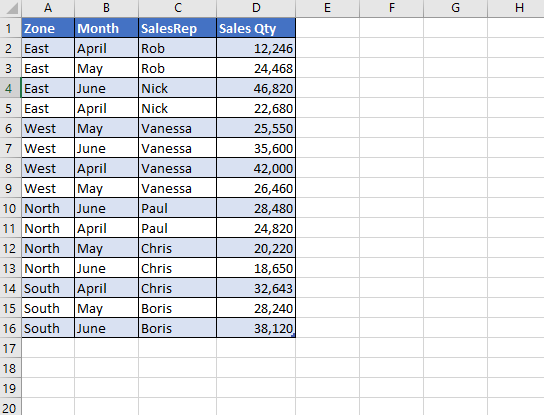 A B C D E F G H
1 Zone Month SalesRep Sales Qty
2 East April Rob 12,246
3 East May Rob 24,468
4 East June Nick 46,820
5 East April Nick 22,680
6 West May Vanessa 25,550
7 West June Vanessa 35,600
8 West April Vanessa 42,000
9 West May Vanessa 26,460
10 North June Paul 28,480
11 North April Paul 24,820
12 North May Chris 20,220
13 North June Chris 18,650
14 South April Chris 32,643
15 South May Boris 28,240
16 South June Boris 38,120
17
18
19
20